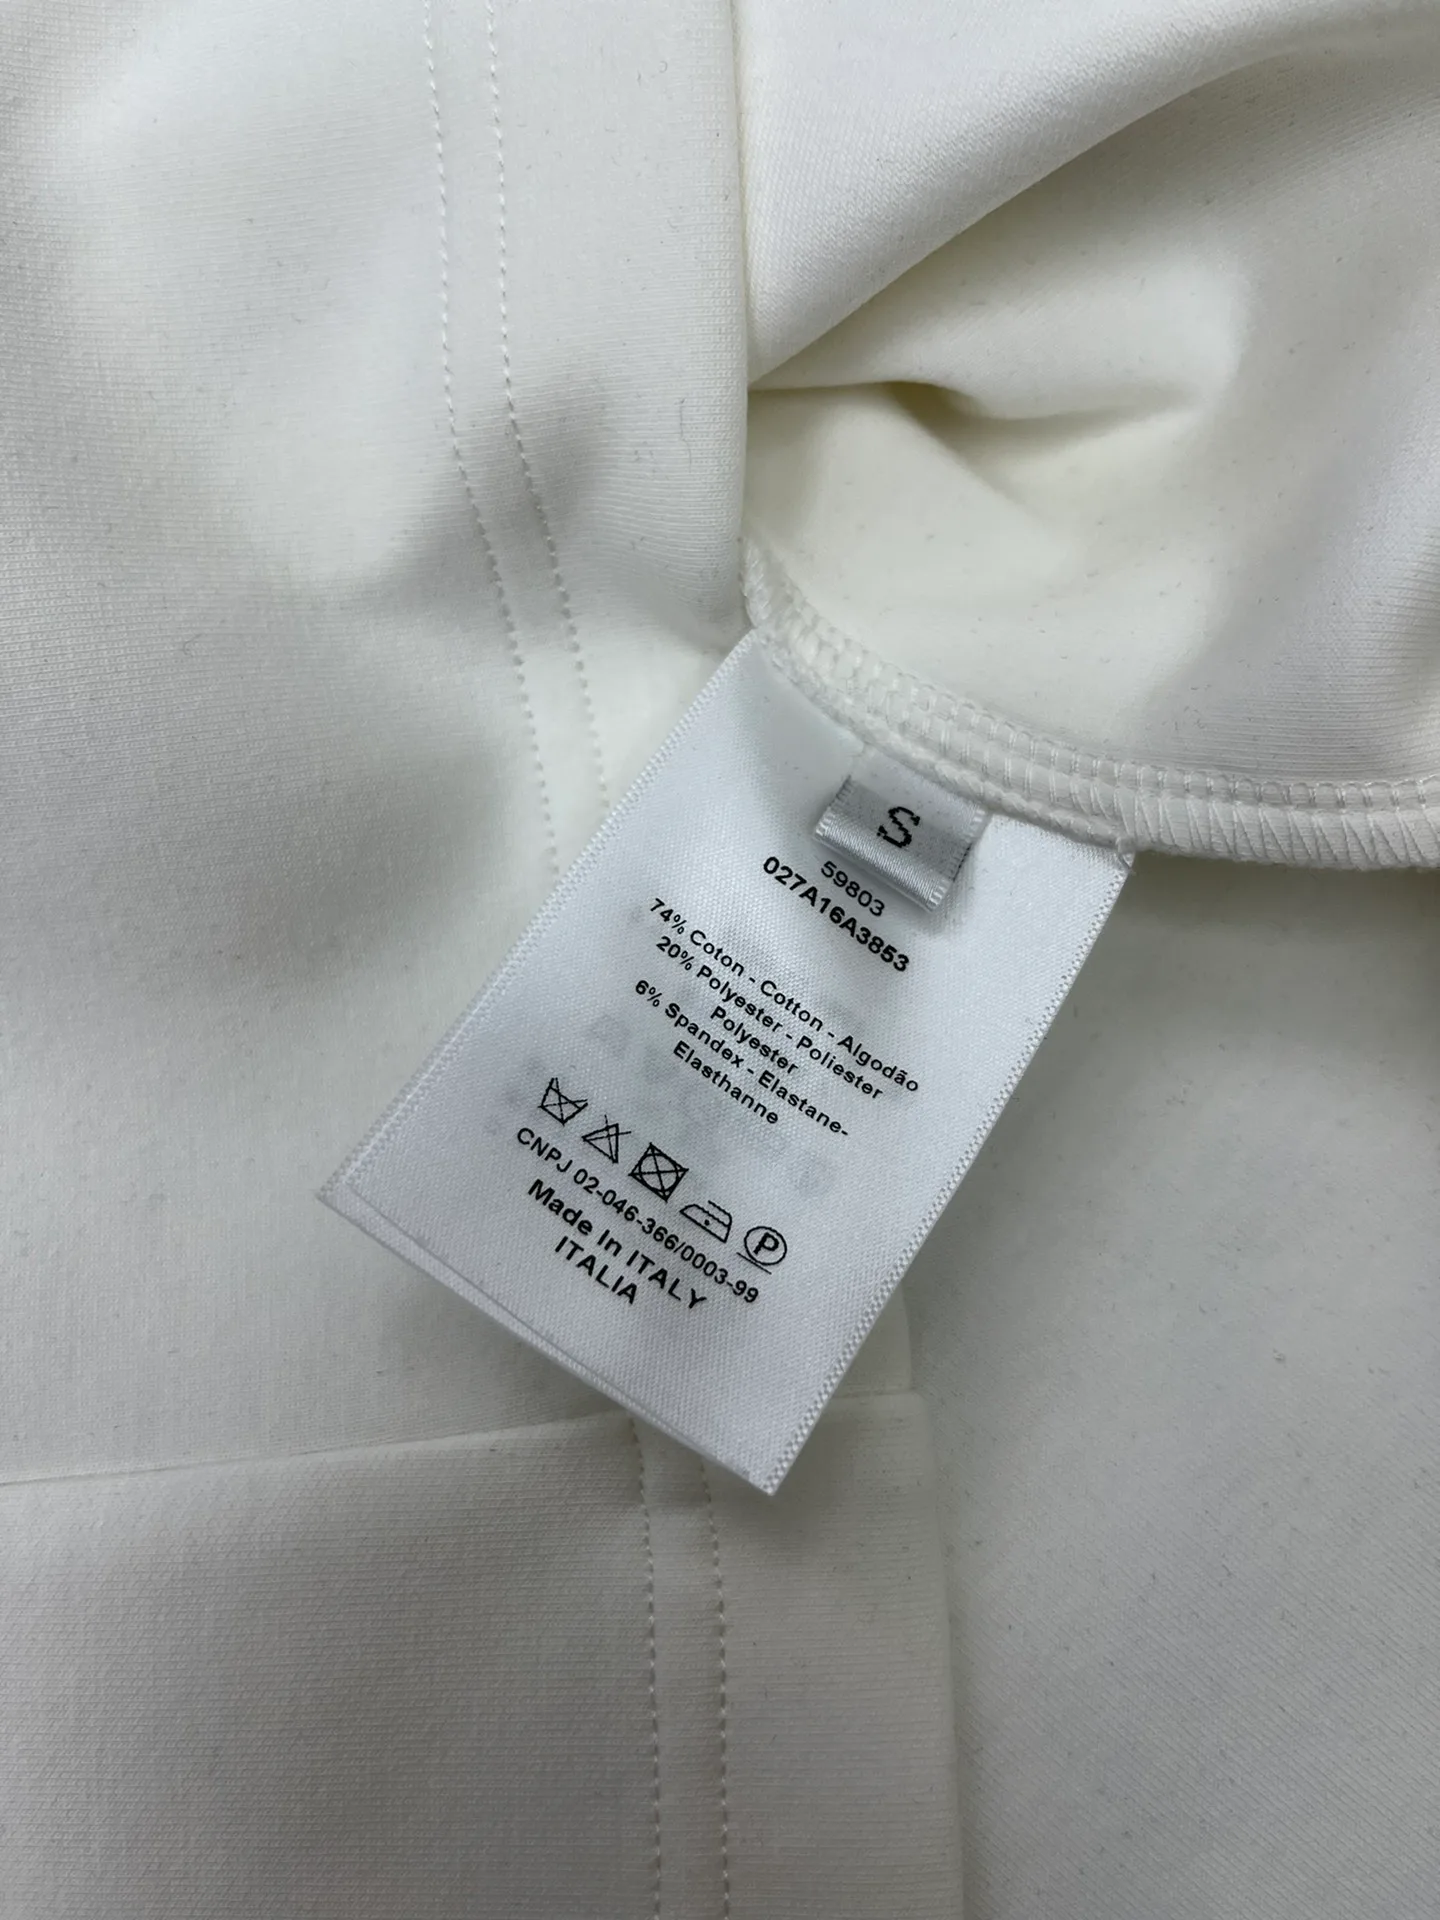 S
59803
027A16A3853
74% Coton - Cotton - Algodão
20% Polyester - Poliester
Polyester
6% Spandex - Elastane-
Elasthanne
P
CNPJ 02-046-366/0003-99
Made In ITALY
ITALIA